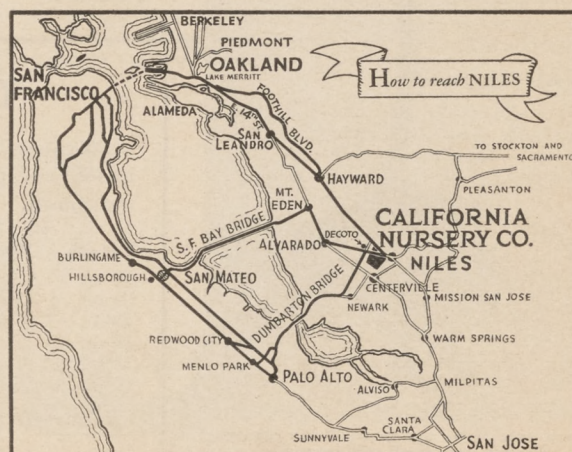 BERKELEY
PIEDMONT
OAKLAND
LAKE MERRITT
SAN
FRANCISCO
ALAMEDA
14TH ST.
FOOTHILL BLVD.
How to reach NILES
SAN
LEANDRO
HAYWARD
TO STOCKTON AND
SACRAMENTO
PLEASANTON
MT.
EDEN
CALIFORNIA
NURSERY CO.
NILES
S.F. BAY BRIDGE
ALVARADO
DECOTO
BURLINGAME
HILLSBOROUGH
SAN MATEO
DUMBARTON BRIDGE
CENTERVILLE
NEWARK
MISSION SAN JOSE
WARM SPRINGS
REDWOOD CITY
MENLO PARK
PALO ALTO
ALVISO
MILPITAS
SUNNYVALE
SANTA
CLARA
SAN JOSE